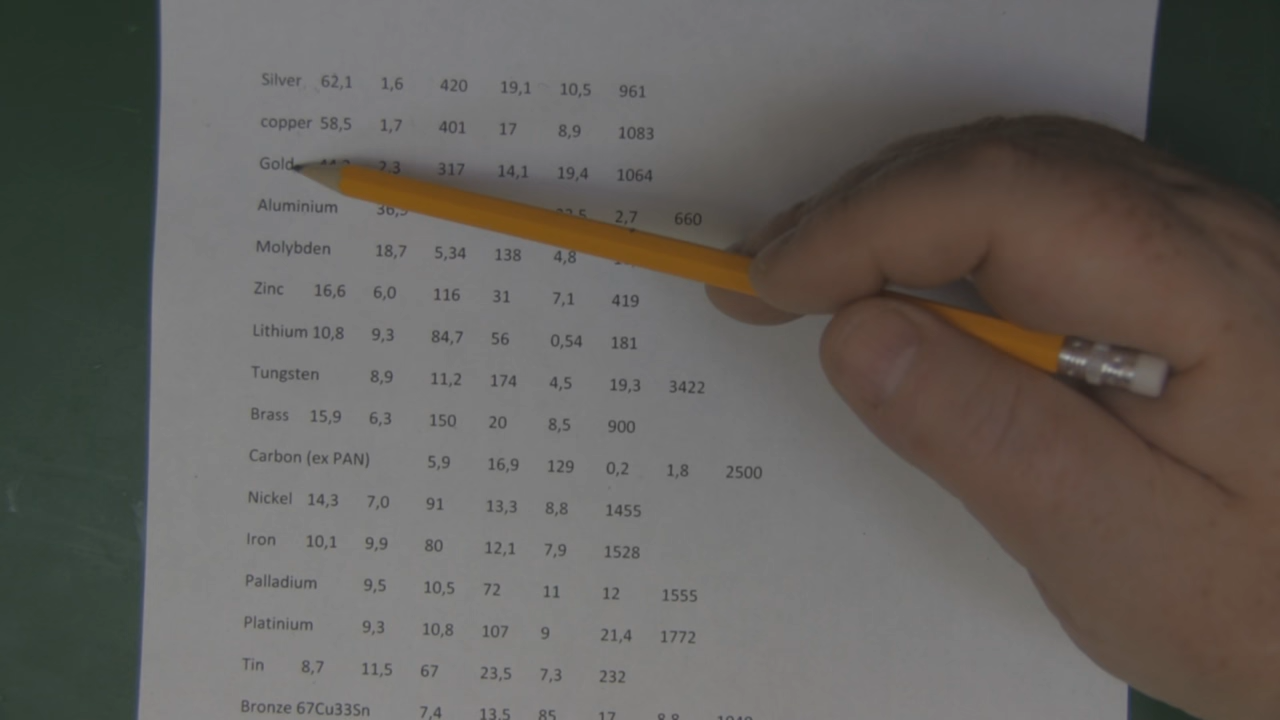 Silver 62,1 1,6 420 19,1 10,5 961
copper 58,5 1,7 401 17 8,9 1083
Gold 44,2 2,3 317 14,1 19,4 1064
Aluminium 36,9 2,7 660
Molybden 18,7 5,34 138 4,8
Zinc 16,6 6,0 116 31 7,1 419
Lithium 10,8 9,3 84,7 56 0,54 181
Tungsten 8,9 11,2 174 4,5 19,3 3422
Brass 15,9 6,3 150 20 8,5 900
Carbon (ex PAN) 5,9 16,9 129 0,2 1,8 2500
Nickel 14,3 7,0 91 13,3 8,8 1455
Iron 10,1 9,9 80 12,1 7,9 1528
Palladium 9,5 10,5 72 11 12 1555
Platinium 9,3 10,8 107 9 21,4 1772
Tin 8,7 11,5 67 23,5 7,3 232
Bronze 67Cu33Sn 7,4 13,5 85 17 8,8